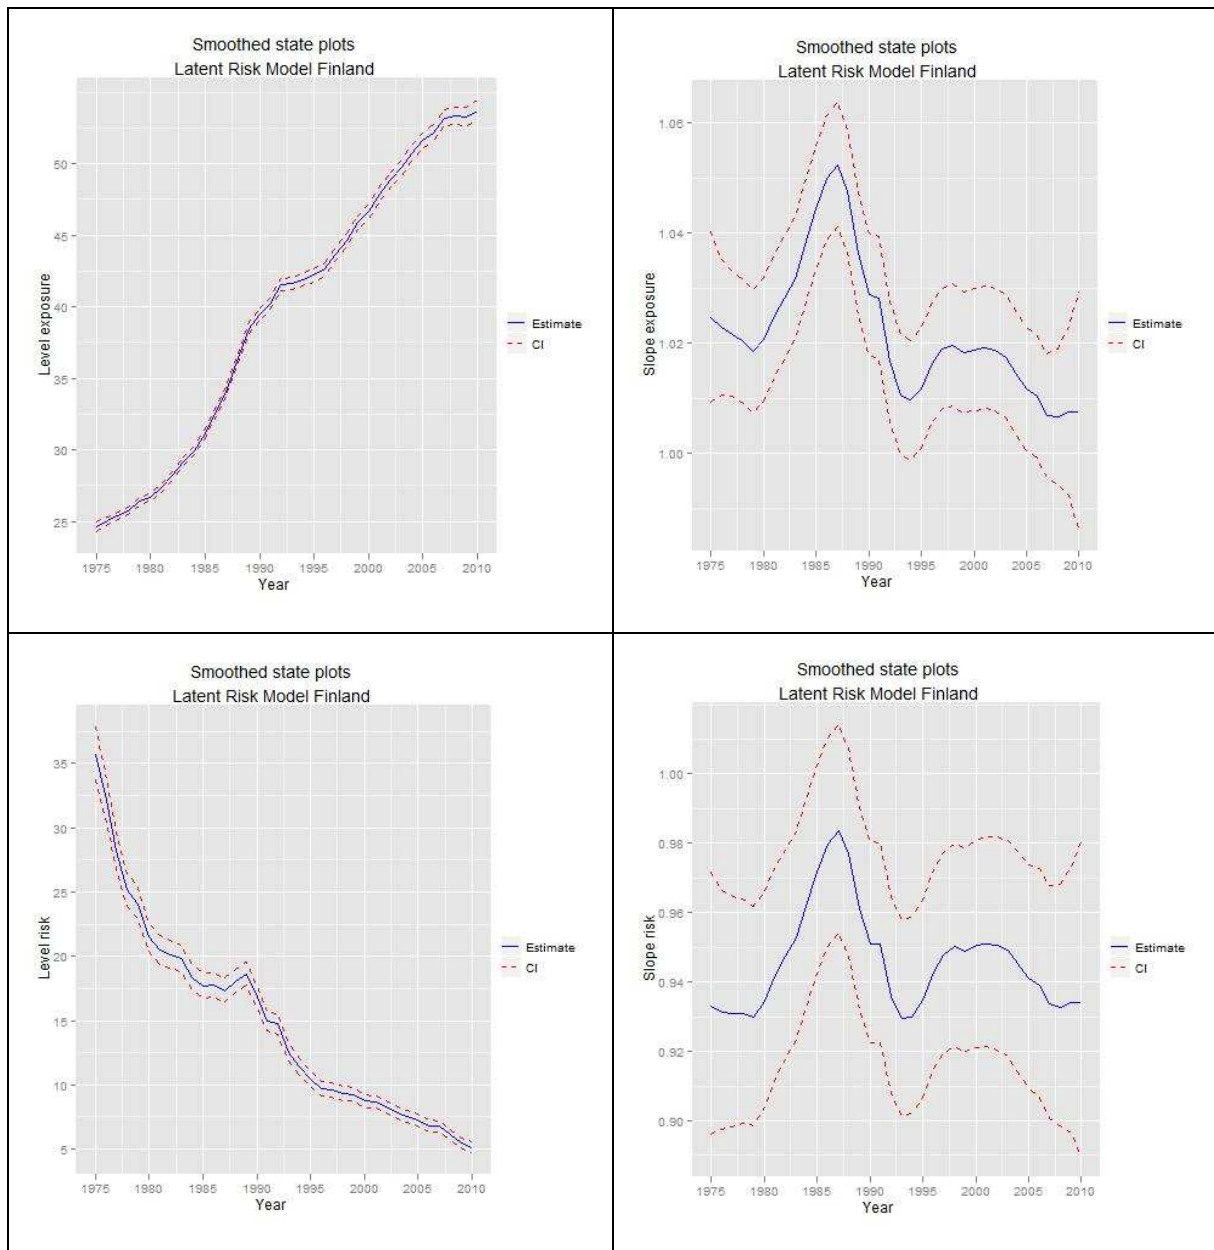 Smoothed state plots
Latent Risk Model Finland
Level exposure
50
45
40
35
30
25
1975 1980 1985 1990 1995 2000 2005 2010
Year
Estimate
CI
Smoothed state plots
Latent Risk Model Finland
Slope exposure
1.06
1.04
1.02
1.00
1975 1980 1985 1990 1995 2000 2005 2010
Year
Estimate
CI
Smoothed state plots
Latent Risk Model Finland
Level risk
35
30
25
20
15
10
5
1975 1980 1985 1990 1995 2000 2005 2010
Year
Estimate
CI
Smoothed state plots
Latent Risk Model Finland
Slope risk
1.00
0.98
0.96
0.94
0.92
0.90
1975 1980 1985 1990 1995 2000 2005 2010
Year
Estimate
CI